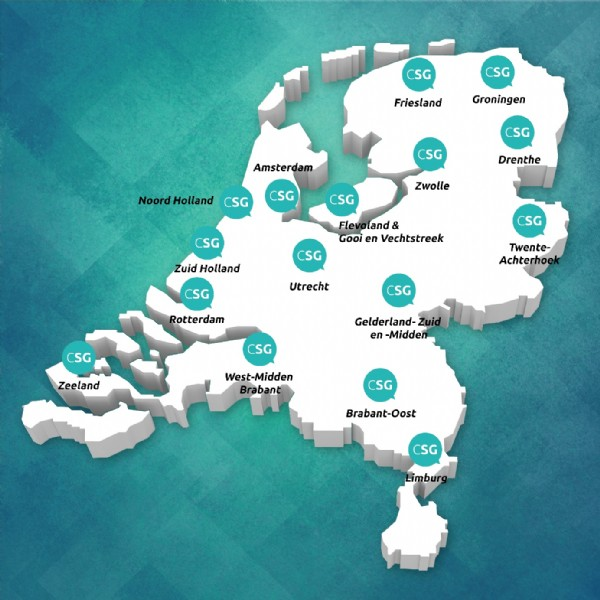 CSG
Friesland
CSG
Groningen
CSG
Drenthe
CSG
Zwolle
Amsterdam
CSG
Noord Holland
CSG
CSG
Flevoland &
Gooi en Vechtstreek
CSG
Twente-
Achterhoek
CSG
Zuid Holland
CSG
Utrecht
CSG
Rotterdam
CSG
Gelderland- Zuid
en -Midden
CSG
Zeeland
CSG
West-Midden
Brabant
CSG
Brabant-Oost
CSG
Limburg